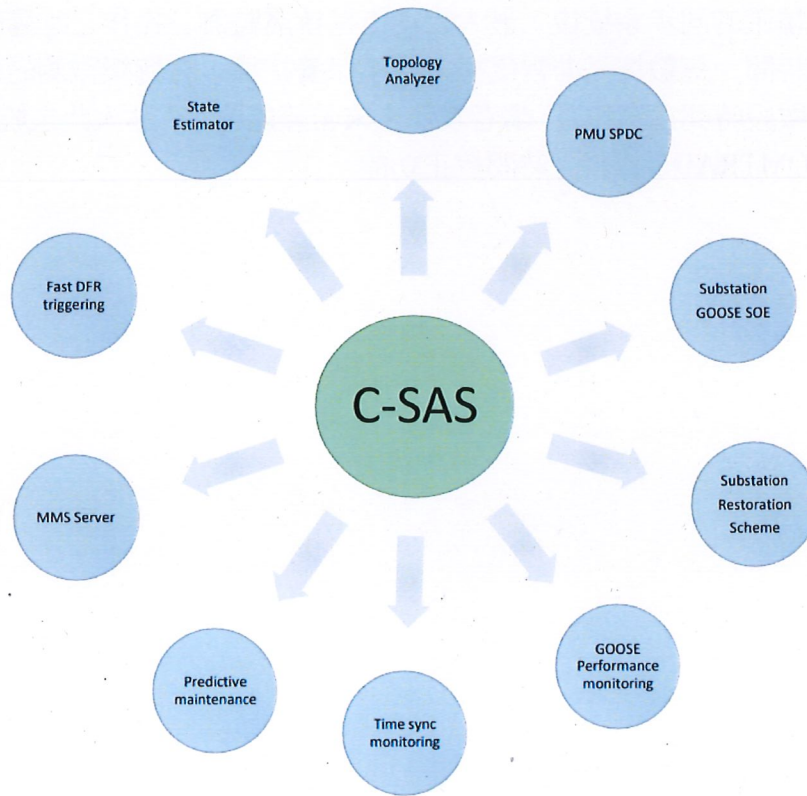 Topology
Analyzer
State
Estimator
PMU SPDC
Fast DFR
triggering
Substation
GOOSE SOE
C-SAS
MMS Server
Substation
Restoration
Scheme
Predictive
maintenance
Time sync
monitoring
GOOSE
Performance
monitoring